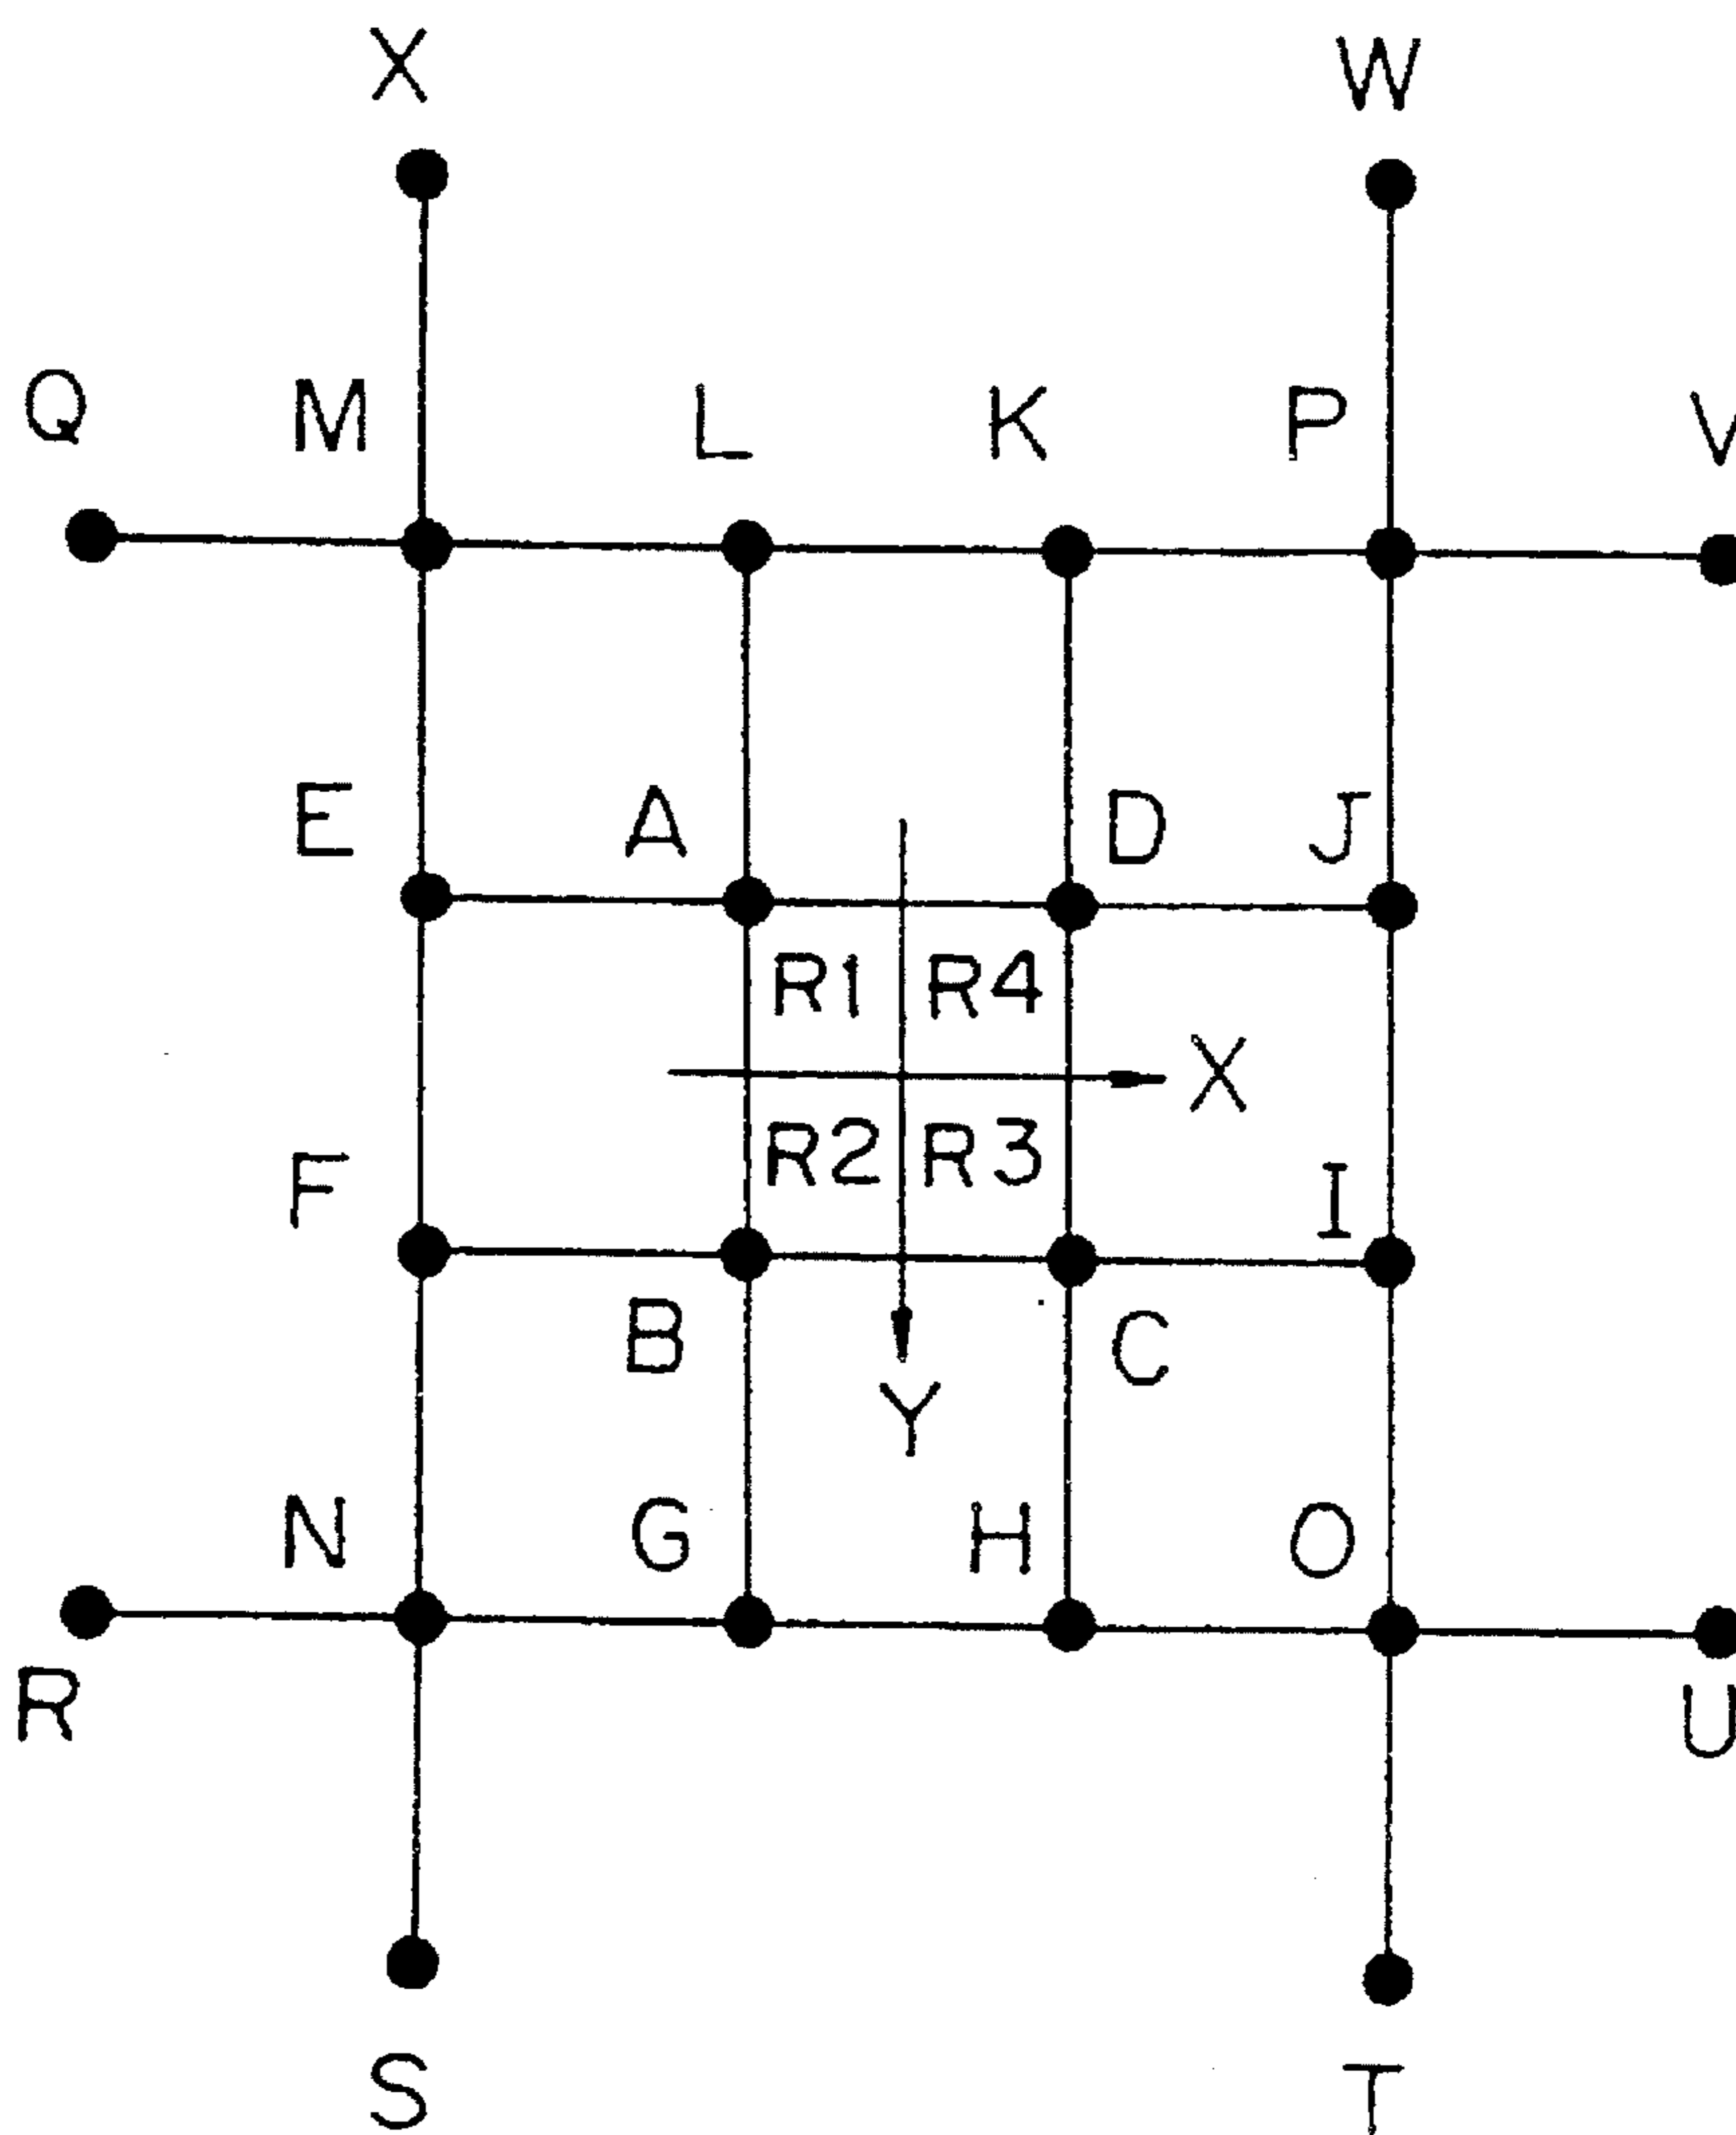 X W
Q M L K P V
E A D J
R1 R4
X
R2 R3
F I
B C
Y
N G H O
R U
S T